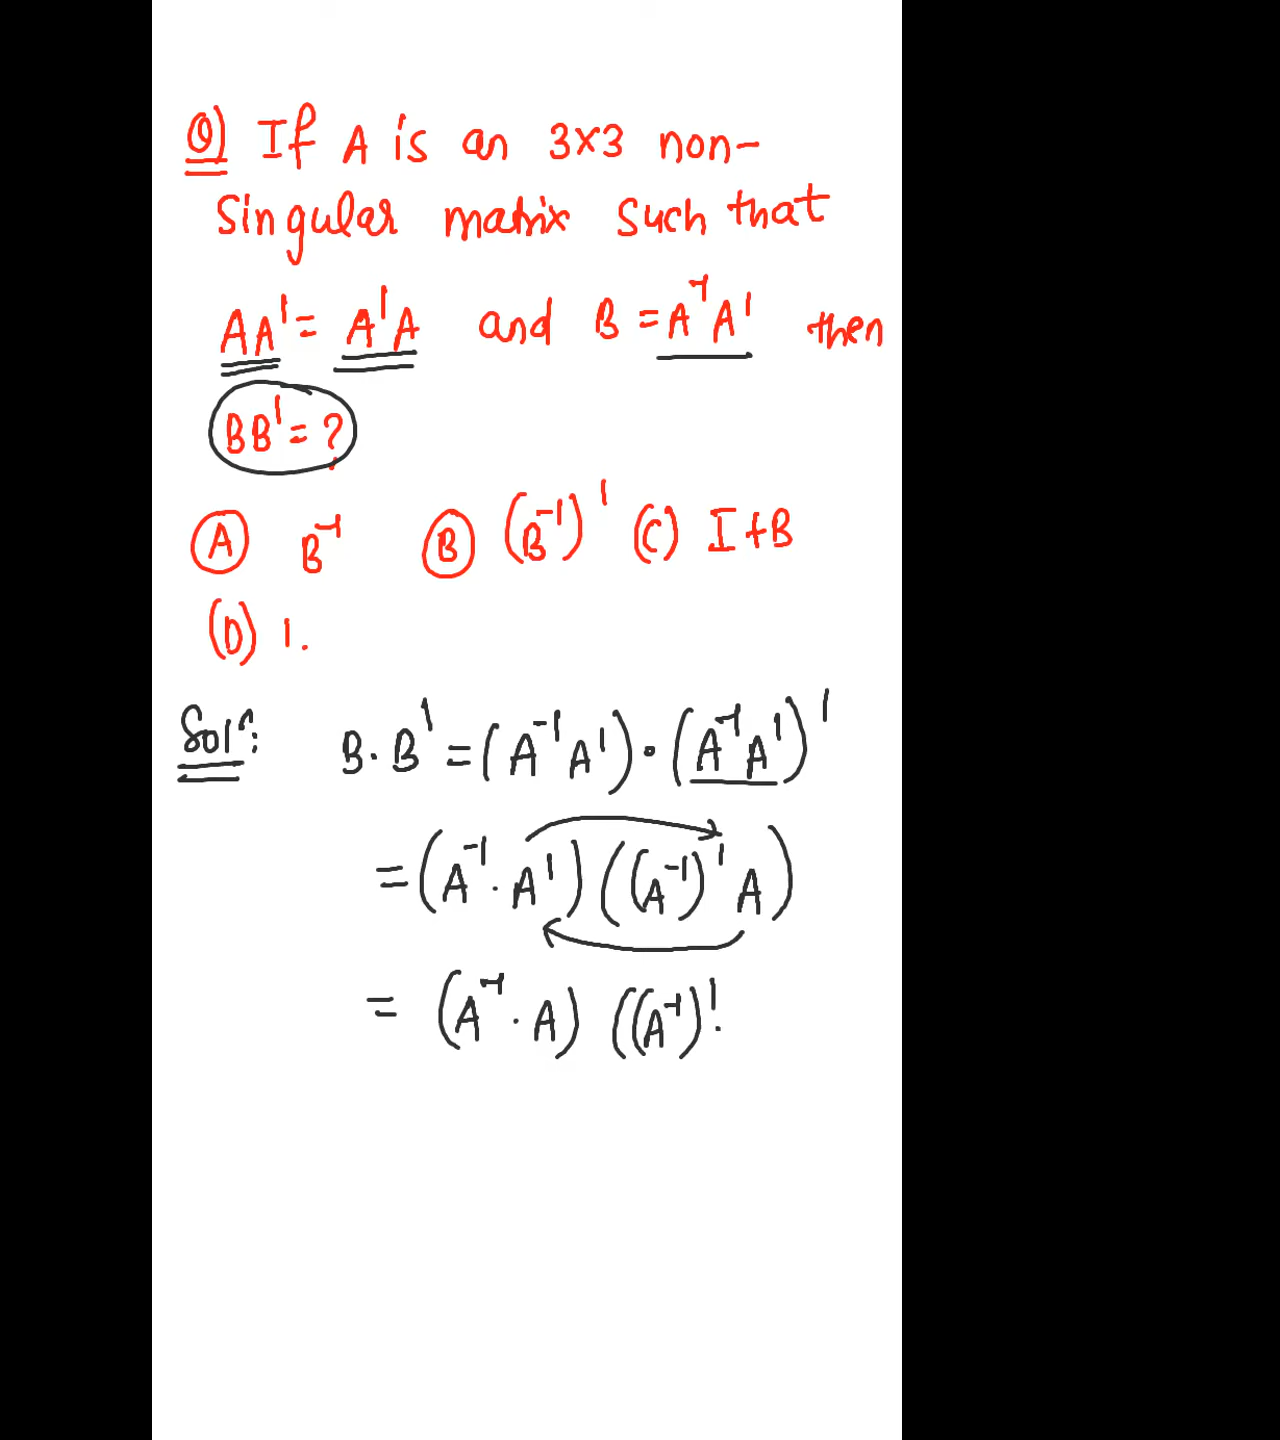 Q) If A is an 3×3 non-
Singular matrix such that
AA' = A'A and B = A⁻¹A' then
BB' = ?
(A) B⁻¹ (B) (B⁻¹)' (C) I+B
(D) 1.
Solⁿ: B·B' = (A⁻¹A')·(A⁻¹A')'
= (A⁻¹·A')((A⁻¹)'A)
= (A⁻¹·A) ((A⁻¹)'.